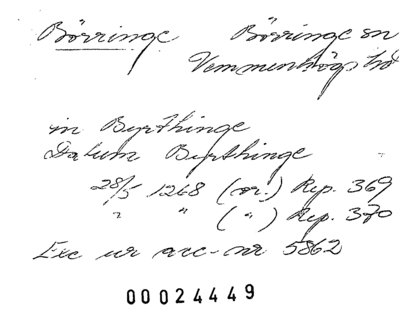 Börringe Börringe sn
Vemmenhögs hd
in Byrthinge
Datum Byrthinge
28/5 1268 (or.) Rep. 369
" " (") Rep. 370
Exc ur acc-nr 5862
00024449